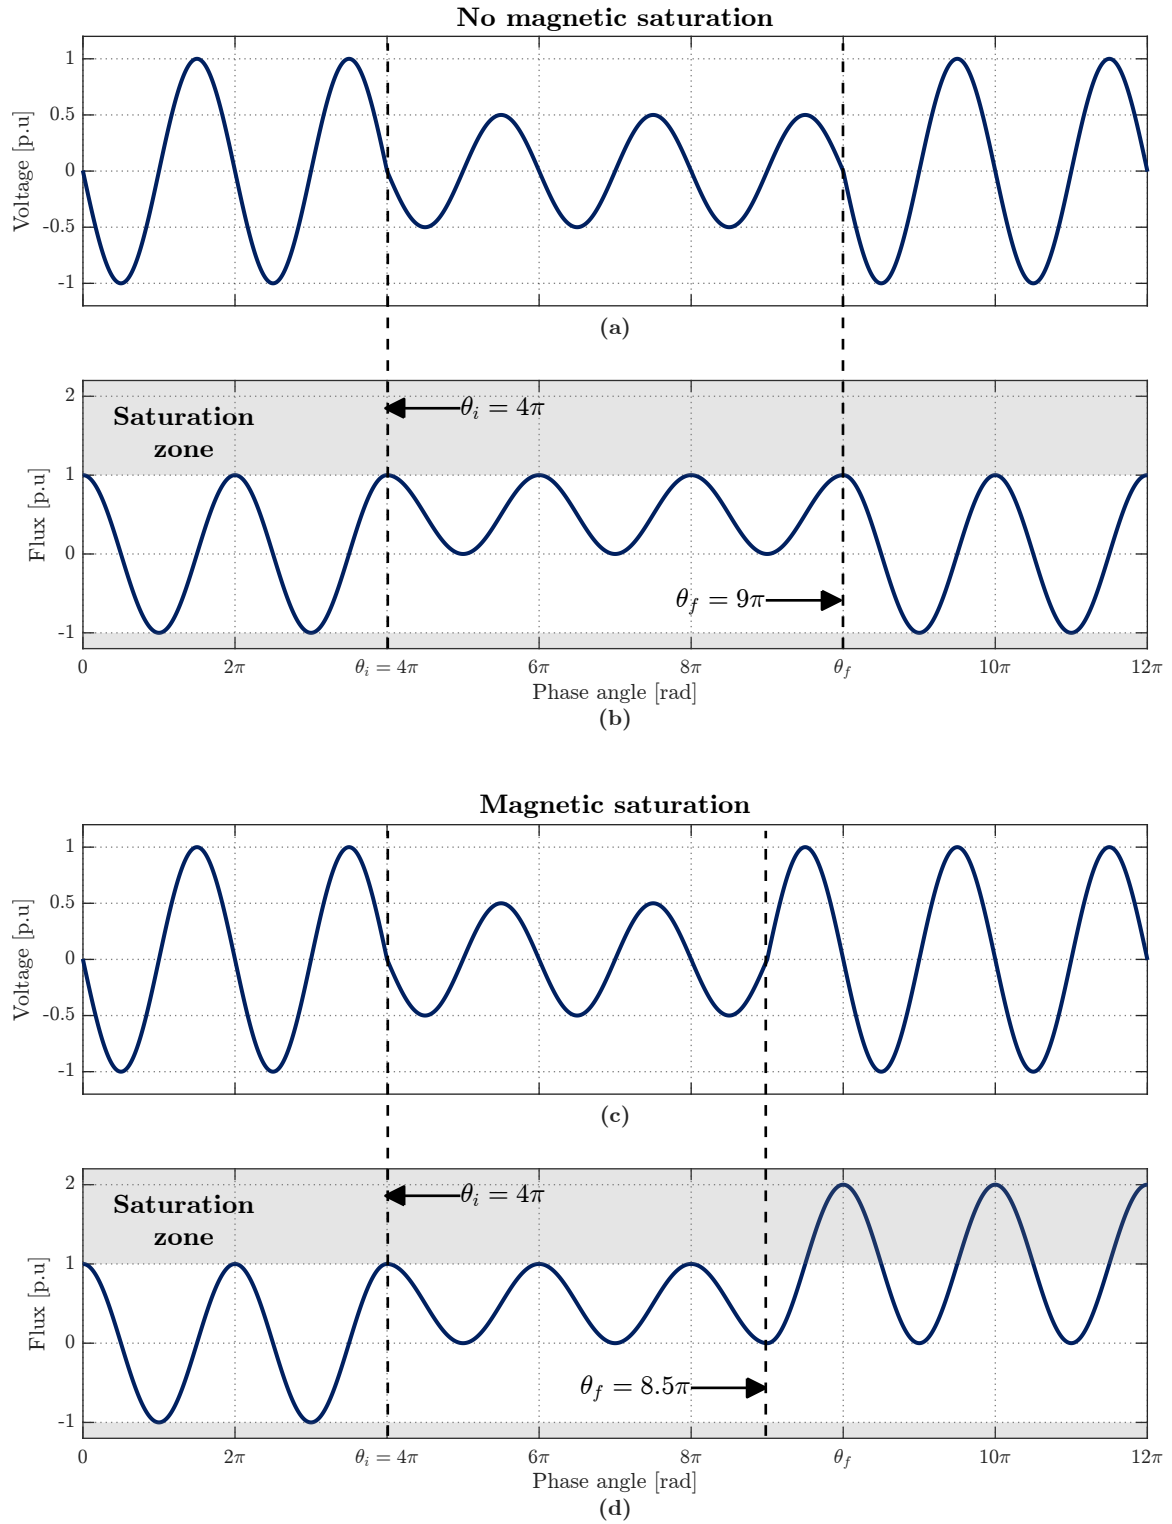 No magnetic saturation
1
0.5
0
-0.5
-1
Voltage [p.u]
(a)
2
1
0
-1
Flux [p.u]
Saturation
zone
θi = 4π
θf = 9π
0 2π θi = 4π 6π 8π θf 10π 12π
Phase angle [rad]
(b)
Magnetic saturation
1
0.5
0
-0.5
-1
Voltage [p.u]
(c)
2
1
0
-1
Flux [p.u]
Saturation
zone
θi = 4π
θf = 8.5π
0 2π θi = 4π 6π 8π θf 10π 12π
Phase angle [rad]
(d)